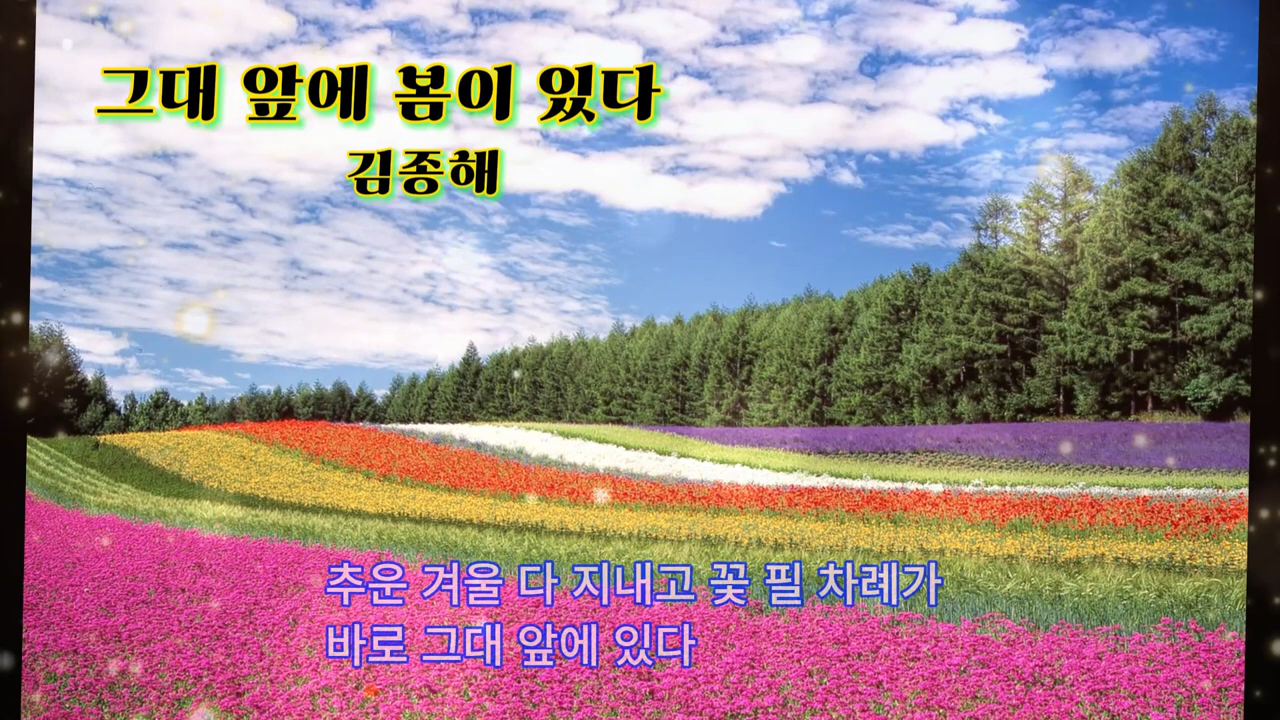 그대 앞에 봄이 있다
김종해
추운 겨울 다 지내고 꽃 필 차례가
바로 그대 앞에 있다